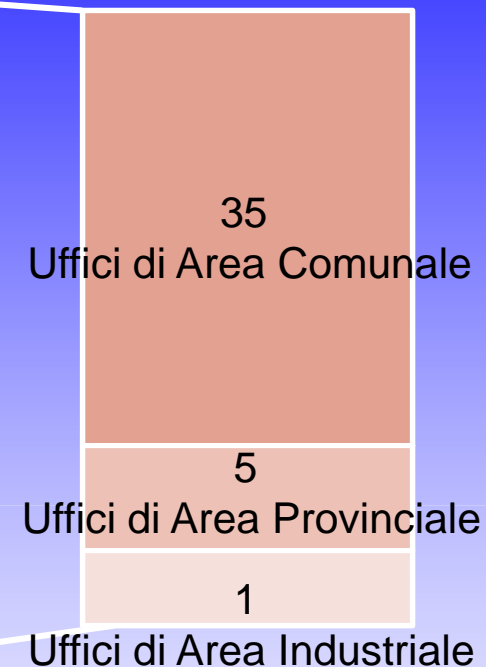 35
Uffici di Area Comunale
5
Uffici di Area Provinciale
1
Uffici di Area Industriale